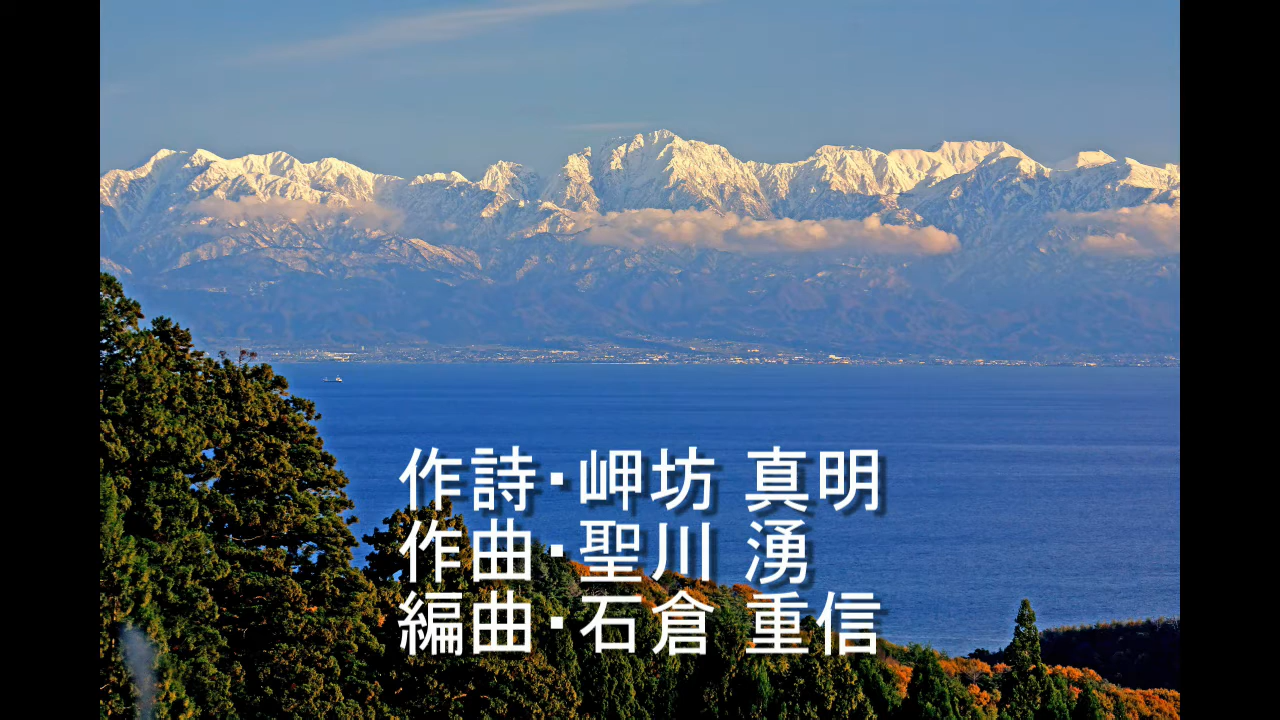 作詩・岬坊 真明
作曲・聖川 湧
編曲・石倉 重信